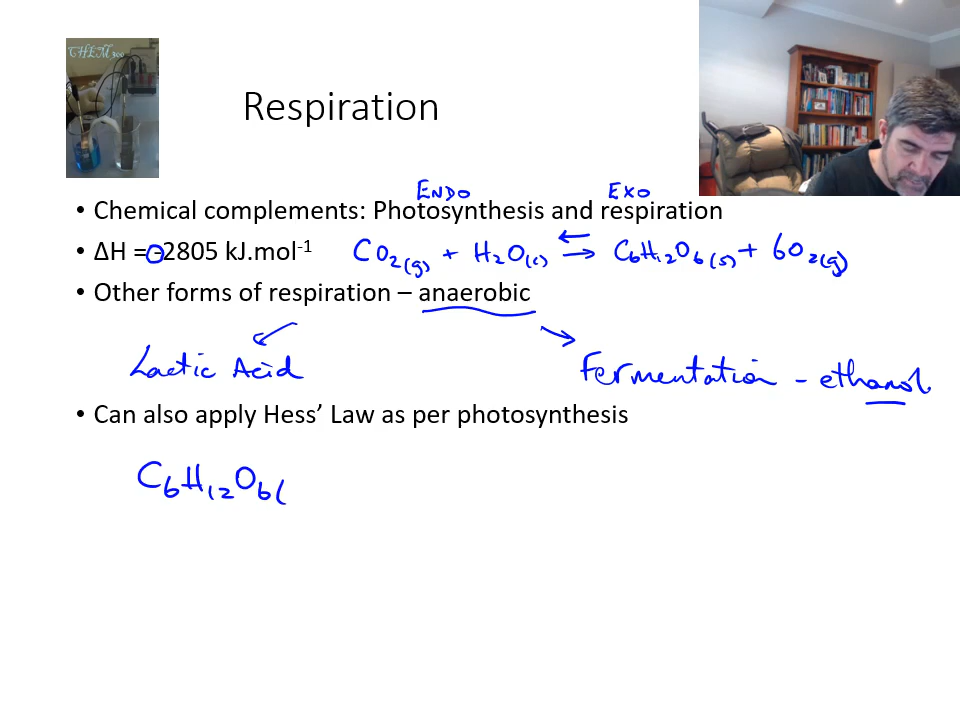 CHEM 300
Respiration
ENDO EXO
• Chemical complements: Photosynthesis and respiration
• ΔH = -2805 kJ.mol⁻¹ CO₂(g) + H₂O(l) ⇄ C₆H₁₂O₆(s) + 6O₂(g)
• Other forms of respiration – anaerobic
Lactic Acid Fermentation - ethanol
• Can also apply Hess’ Law as per photosynthesis
C₆H₁₂O₆(